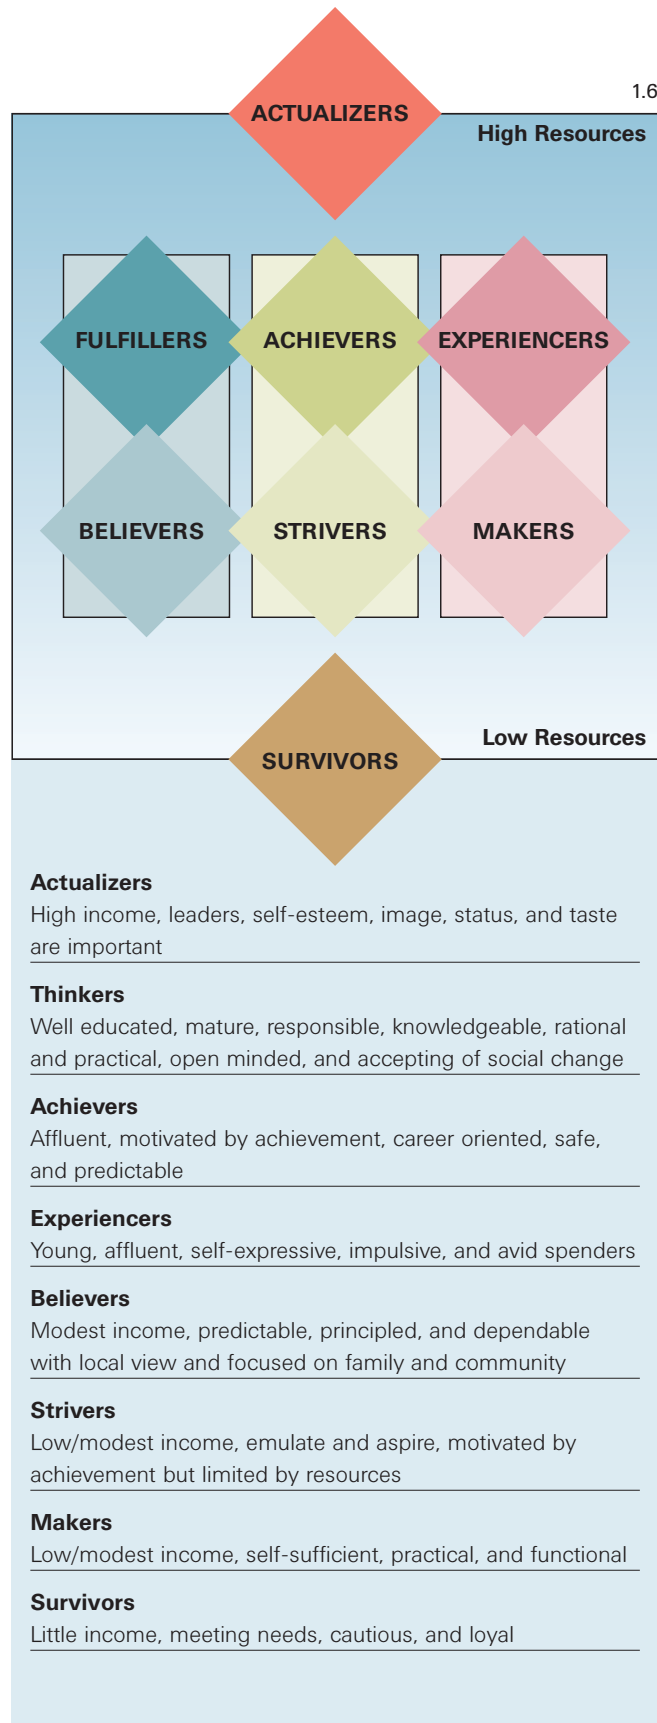 1.6
ACTUALIZERS
High Resources
FULFILLERS
ACHIEVERS
EXPERIENCERS
BELIEVERS
STRIVERS
MAKERS
Low Resources
SURVIVORS
Actualizers
High income, leaders, self-esteem, image, status, and taste
are important
Thinkers
Well educated, mature, responsible, knowledgeable, rational
and practical, open minded, and accepting of social change
Achievers
Affluent, motivated by achievement, career oriented, safe,
and predictable
Experiencers
Young, affluent, self-expressive, impulsive, and avid spenders
Believers
Modest income, predictable, principled, and dependable
with local view and focused on family and community
Strivers
Low/modest income, emulate and aspire, motivated by
achievement but limited by resources
Makers
Low/modest income, self-sufficient, practical, and functional
Survivors
Little income, meeting needs, cautious, and loyal